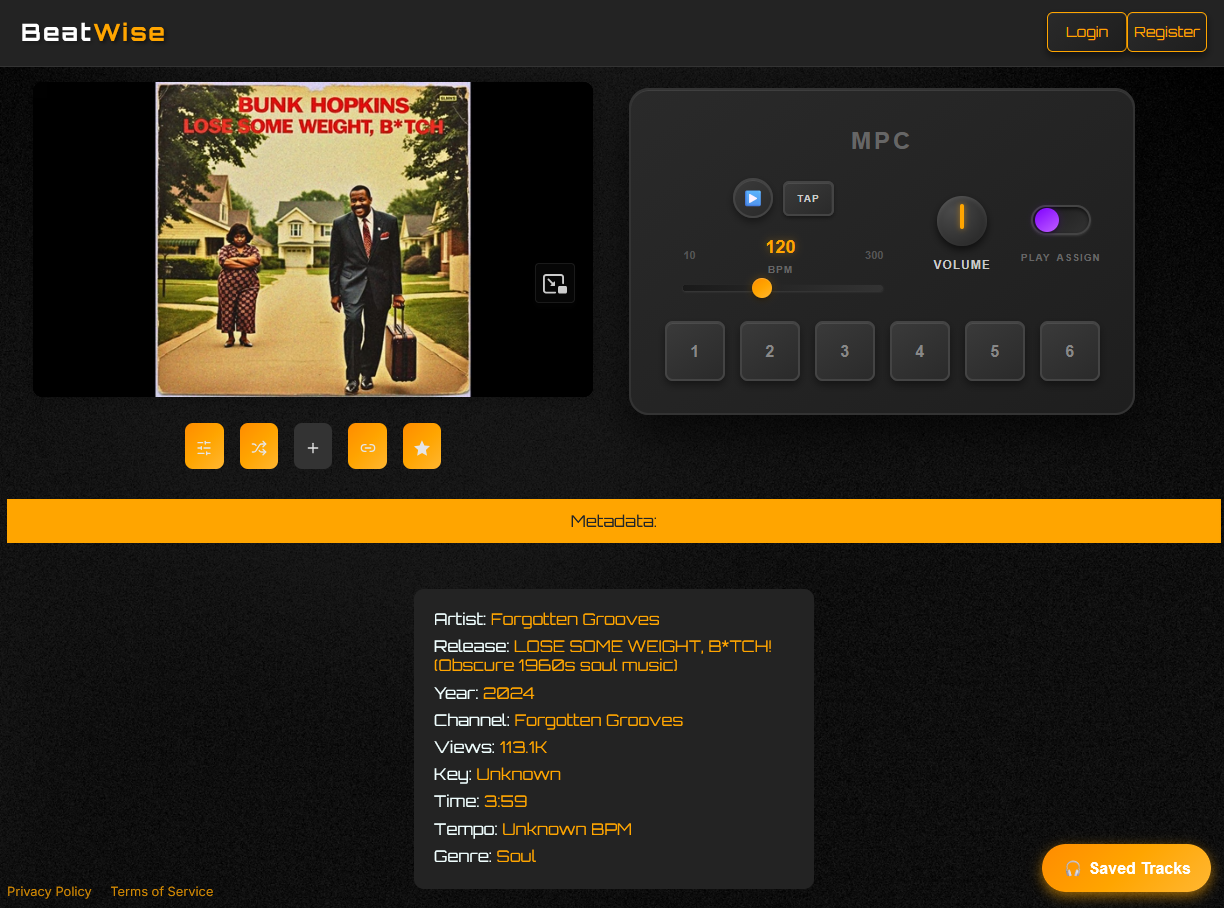 BeatWise
Login
Register
BUNK HOPKINS
LOSE SOME WEIGHT, B*TCH
MPC
TAP
120
10
300
BPM
VOLUME
PLAY ASSIGN
1
2
3
4
5
6
Metadata:
Artist: Forgotten Grooves
Release: LOSE SOME WEIGHT, B*TCH!
(Obscure 1960s soul music)
Year: 2024
Channel: Forgotten Grooves
Views: 113.1K
Key: Unknown
Time: 3:59
Tempo: Unknown BPM
Genre: Soul
Saved Tracks
Privacy Policy
Terms of Service